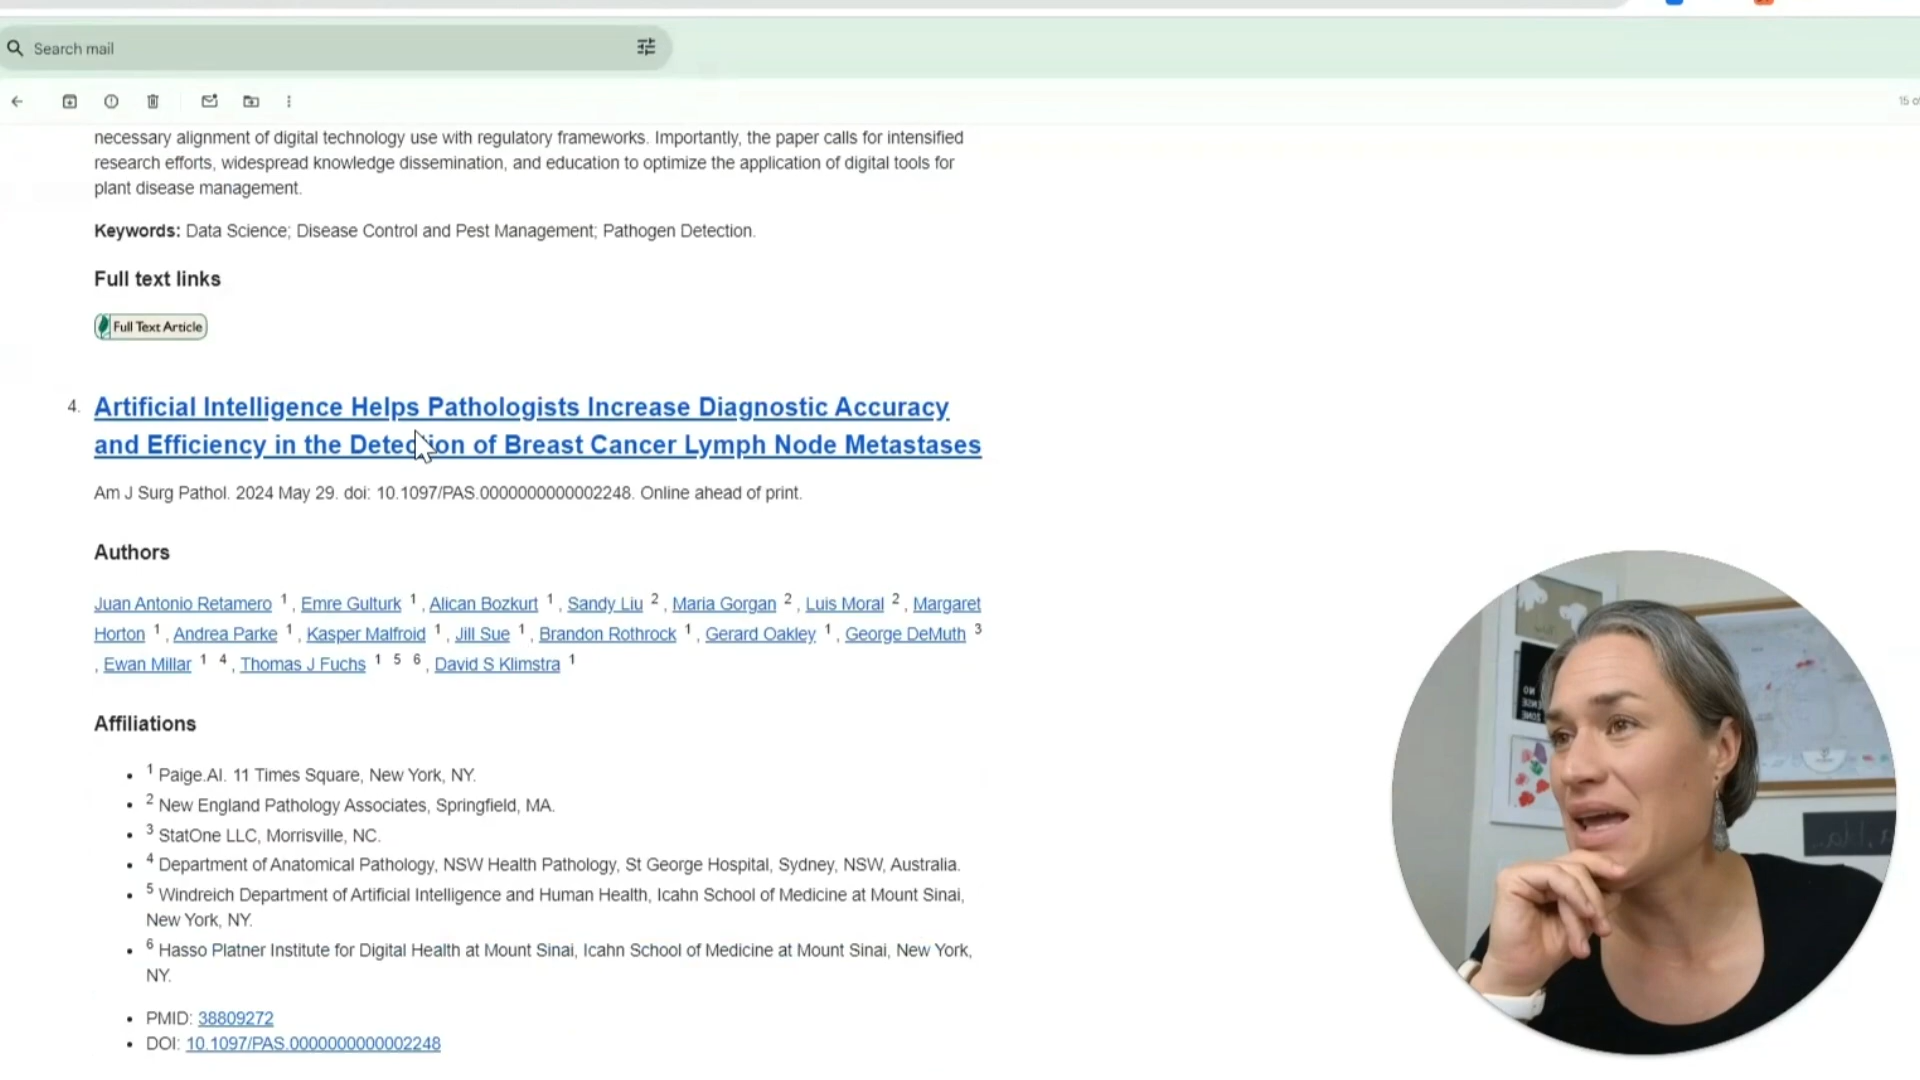 Search mail
15 of
necessary alignment of digital technology use with regulatory frameworks. Importantly, the paper calls for intensified
research efforts, widespread knowledge dissemination, and education to optimize the application of digital tools for
plant disease management.
Keywords: Data Science; Disease Control and Pest Management; Pathogen Detection.
Full text links
Full Text Article
4. Artificial Intelligence Helps Pathologists Increase Diagnostic Accuracy
and Efficiency in the Detection of Breast Cancer Lymph Node Metastases
Am J Surg Pathol. 2024 May 29. doi: 10.1097/PAS.0000000000002248. Online ahead of print.
Authors
Juan Antonio Retamero 1 , Emre Gulturk 1 , Alican Bozkurt 1 , Sandy Liu 2 , Maria Gorgan 2 , Luis Moral 2 , Margaret
Horton 1 , Andrea Parke 1 , Kasper Malfroid 1 , Jill Sue 1 , Brandon Rothrock 1 , Gerard Oakley 1 , George DeMuth 3
, Ewan Millar 1 4 , Thomas J Fuchs 1 5 6 , David S Klimstra 1
Affiliations
• 1 Paige.AI. 11 Times Square, New York, NY.
• 2 New England Pathology Associates, Springfield, MA.
• 3 StatOne LLC, Morrisville, NC.
• 4 Department of Anatomical Pathology, NSW Health Pathology, St George Hospital, Sydney, NSW, Australia.
• 5 Windreich Department of Artificial Intelligence and Human Health, Icahn School of Medicine at Mount Sinai,
New York, NY.
• 6 Hasso Platner Institute for Digital Health at Mount Sinai, Icahn School of Medicine at Mount Sinai, New York,
NY.
• PMID: 38809272
• DOI: 10.1097/PAS.0000000000002248